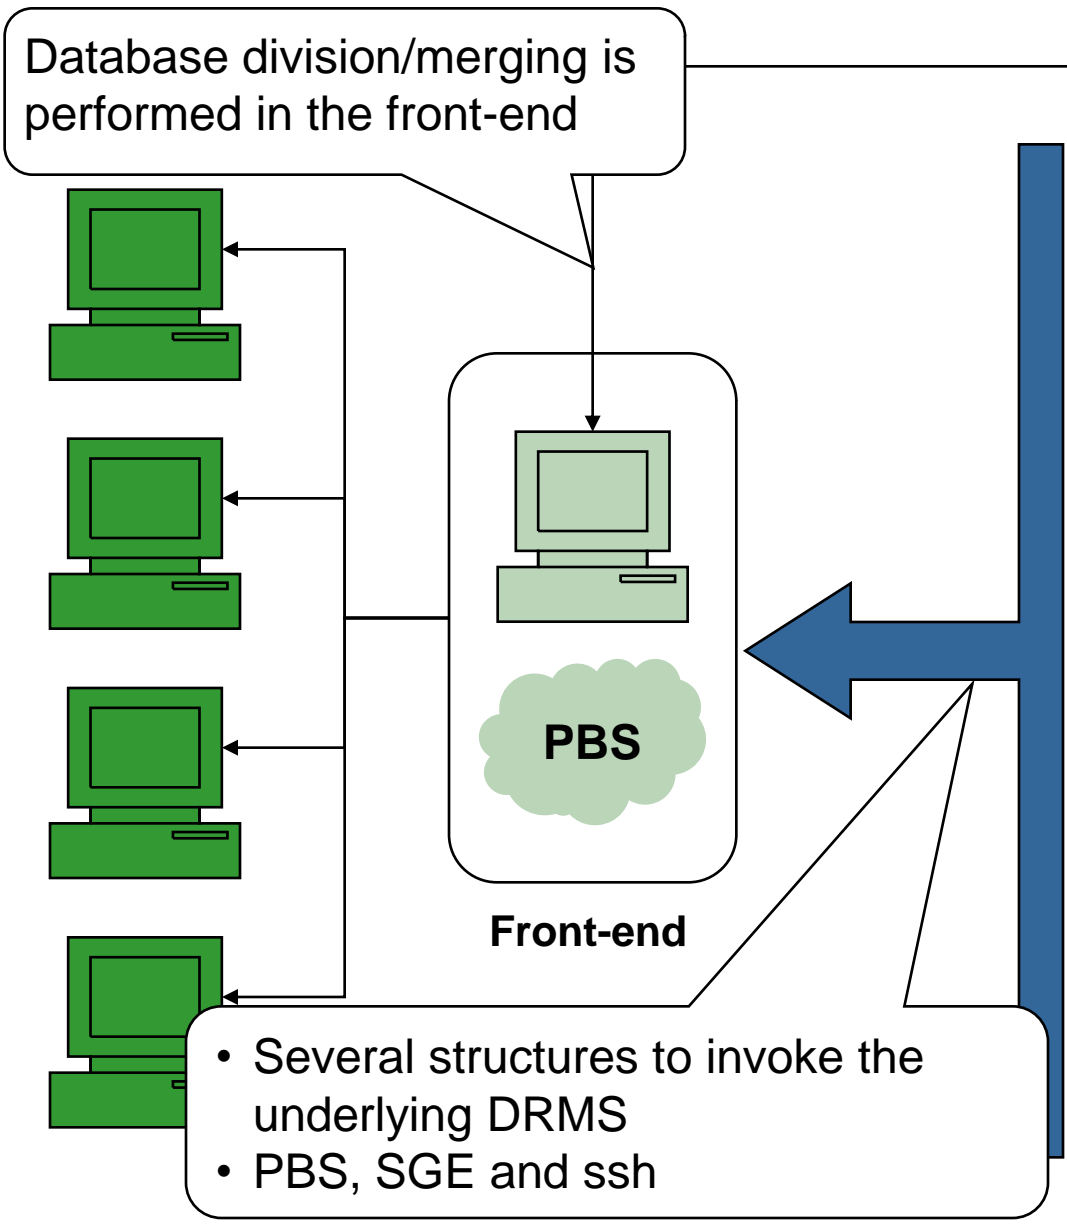 Database division/merging is
performed in the front-end
PBS
Front-end
• Several structures to invoke the
underlying DRMS
• PBS, SGE and ssh